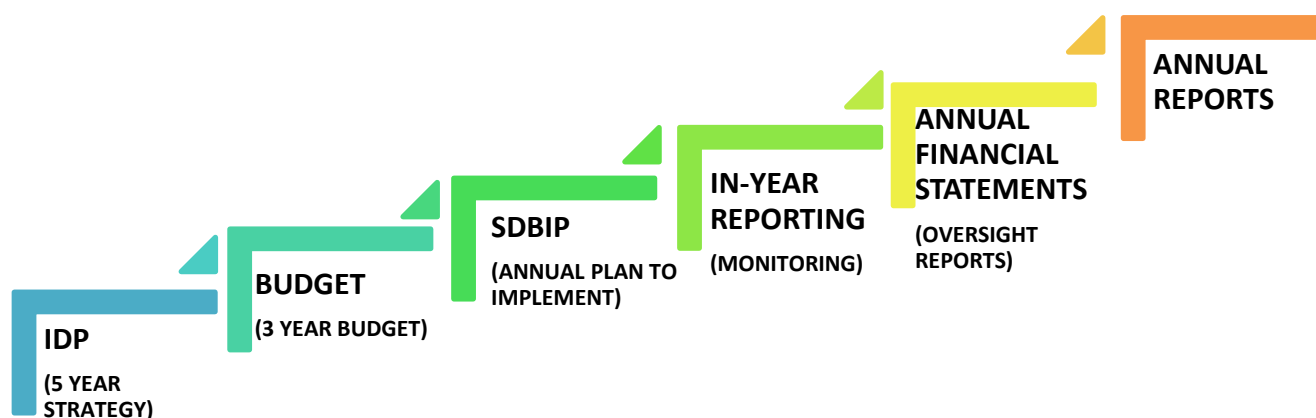 IDP
(5 YEAR
STRATEGY)
BUDGET
(3 YEAR BUDGET)
SDBIP
(ANNUAL PLAN TO
IMPLEMENT)
IN-YEAR
REPORTING
(MONITORING)
ANNUAL
FINANCIAL
STATEMENTS
(OVERSIGHT
REPORTS)
ANNUAL
REPORTS